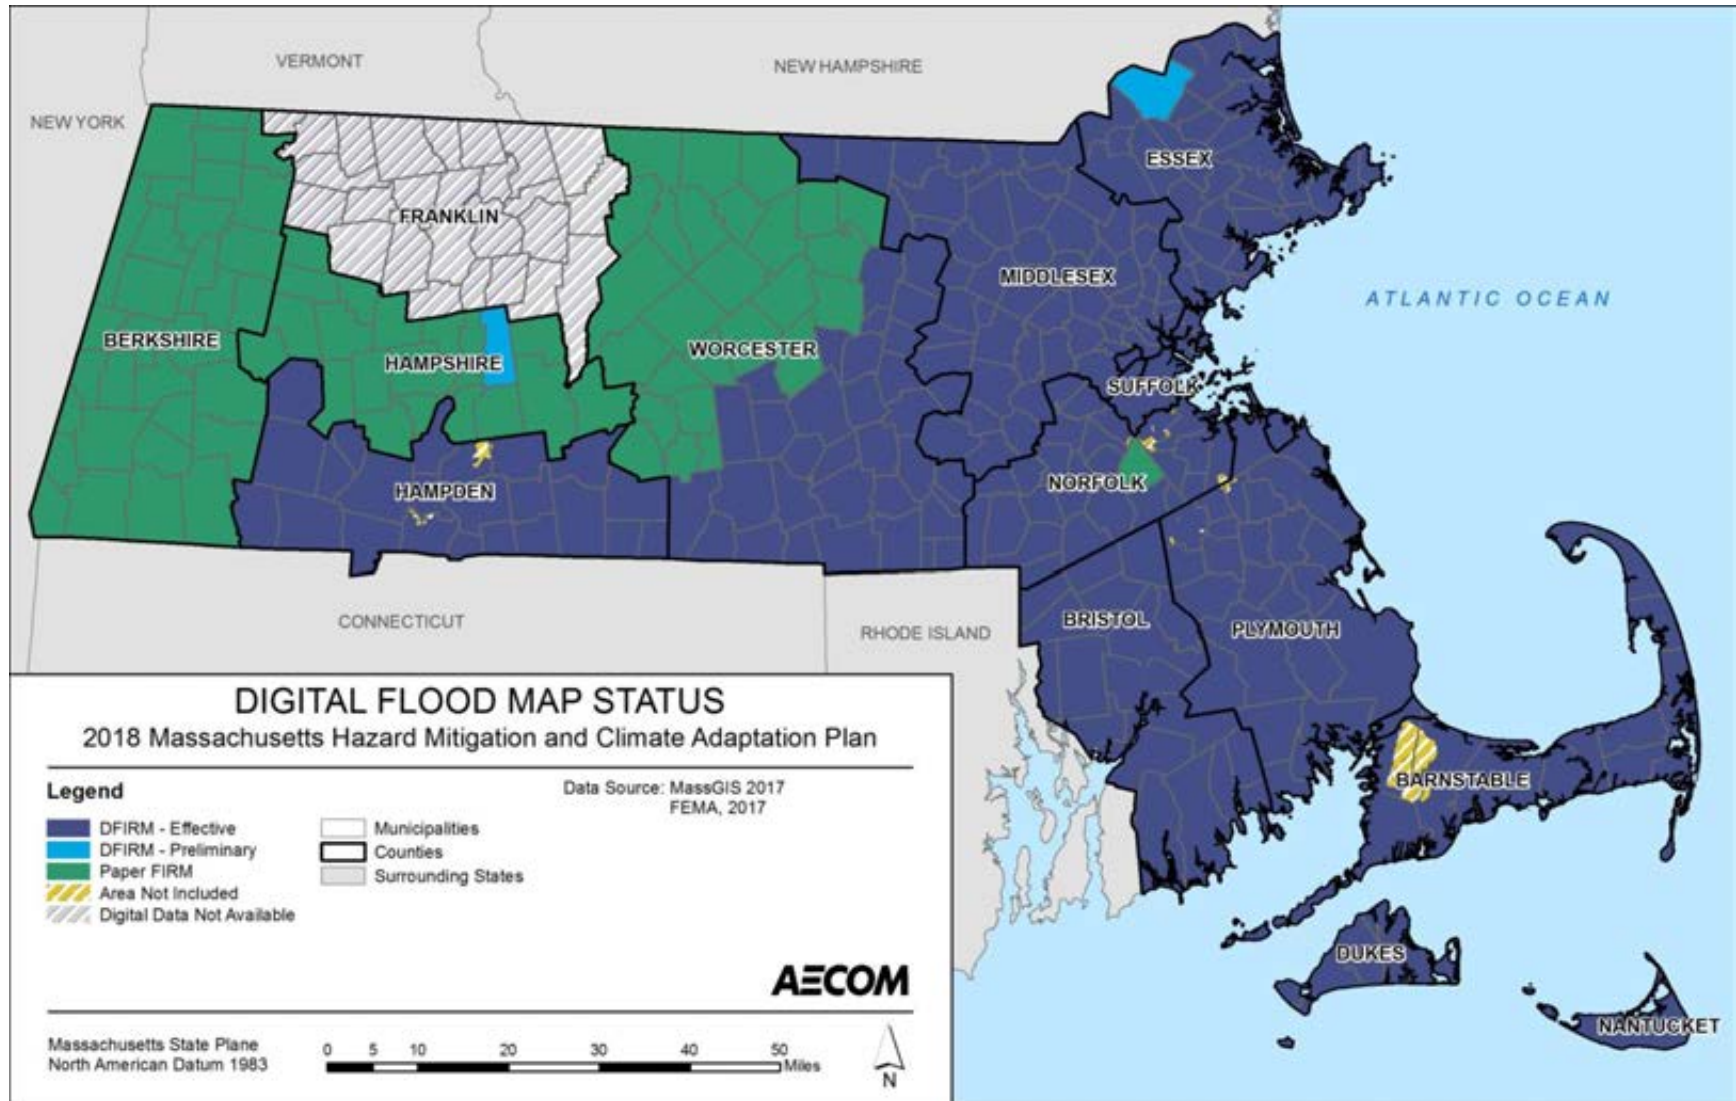 VERMONT
NEW HAMPSHIRE
NEW YORK
ESSEX
FRANKLIN
MIDDLESEX
ATLANTIC OCEAN
BERKSHIRE
HAMPSHIRE
WORCESTER
SUFFOLK
HAMPDEN
NORFOLK
CONNECTICUT
RHODE ISLAND
BRISTOL
PLYMOUTH
BARNSTABLE
DUKES
NANTUCKET
DIGITAL FLOOD MAP STATUS
2018 Massachusetts Hazard Mitigation and Climate Adaptation Plan
Legend
DFIRM - Effective
DFIRM - Preliminary
Paper FIRM
Area Not Included
Digital Data Not Available
Municipalities
Counties
Surrounding States
Data Source: MassGIS 2017
FEMA, 2017
AECOM
Massachusetts State Plane
North American Datum 1983
0 5 10 20 30 40 50 Miles
N